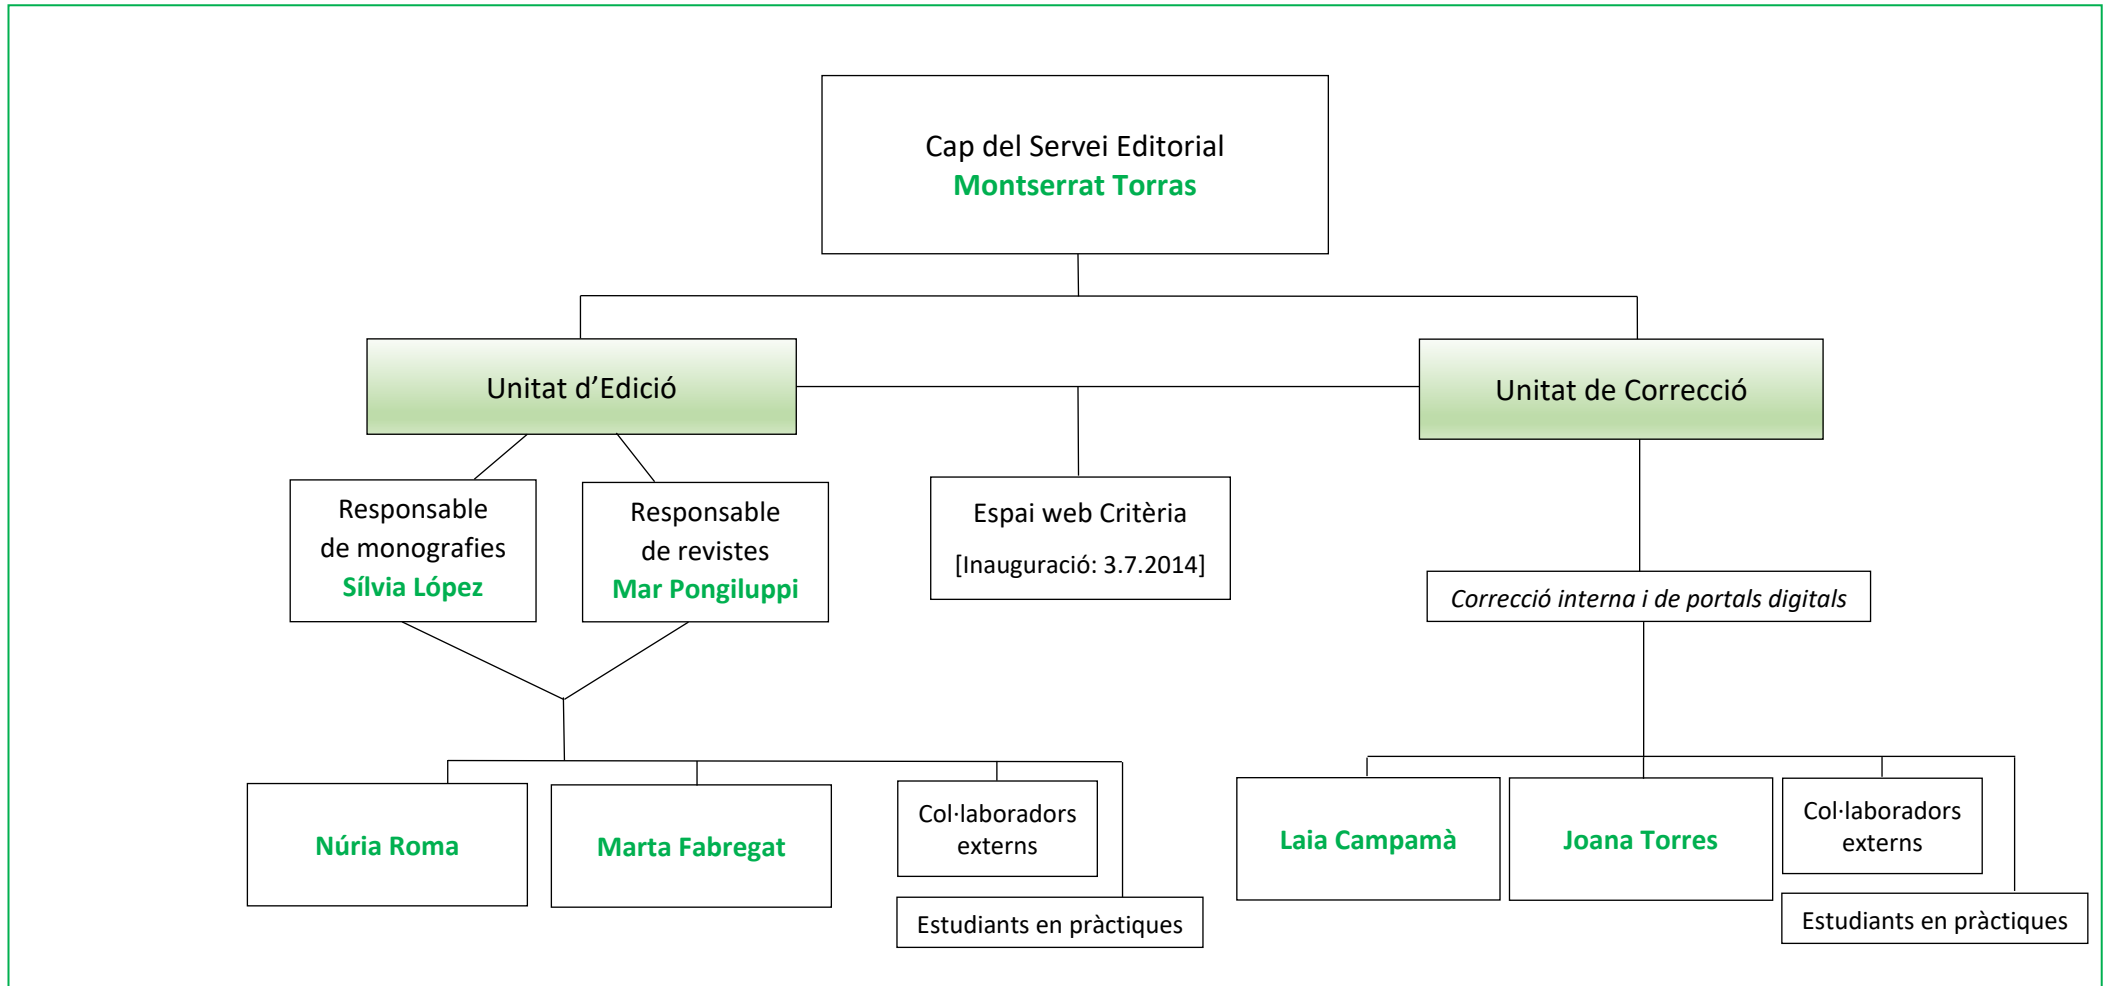 Cap del Servei Editorial
Montserrat Torras
Unitat d’Edició
Unitat de Correcció
Responsable
de monografies
Sílvia López
Responsable
de revistes
Mar Pongiluppi
Espai web Critèria
[Inauguració: 3.7.2014]
Correcció interna i de portals digitals
Núria Roma
Marta Fabregat
Col·laboradors
externs
Estudiants en pràctiques
Laia Campamà
Joana Torres
Col·laboradors
externs
Estudiants en pràctiques